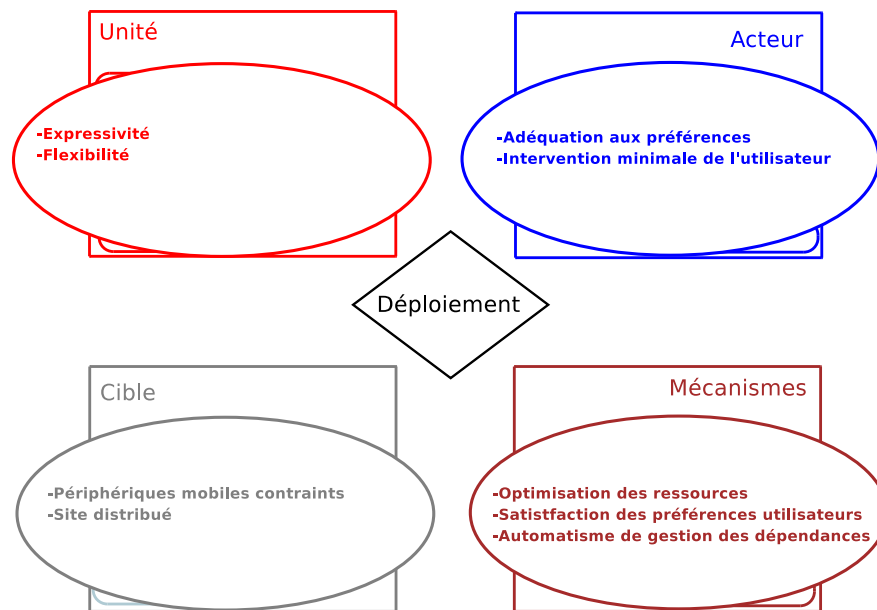 Unité
-Expressivité
-Flexibilité
Acteur
-Adéquation aux préférences
-Intervention minimale de l'utilisateur
Déploiement
Cible
-Périphériques mobiles contraints
-Site distribué
Mécanismes
-Optimisation des ressources
-Satistfaction des préférences utilisateurs
-Automatisme de gestion des dépendances